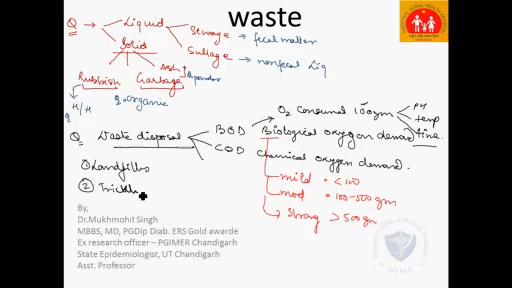 waste
Q → Liquid → Sewage → fecal matter
Solid Sullage → nonfecal Liq
Rubbish Garbage Ash
H/H Organic
Q Waste disposal BOD O2 consumed 100gm PH
temp
Biological oxygen demand time.
COD Chemical oxygen demand.
① Landfills
② Trickl
mild = <100
mod = 100-500 gm
Strong > 500 gm
By,
Dr.Mukhmohit Singh
MBBS, MD, PGDip Diab. ERS Gold awarde
Ex research officer – PGIMER Chandigarh
State Epidemiologist, UT Chandigarh
Asst. Professor